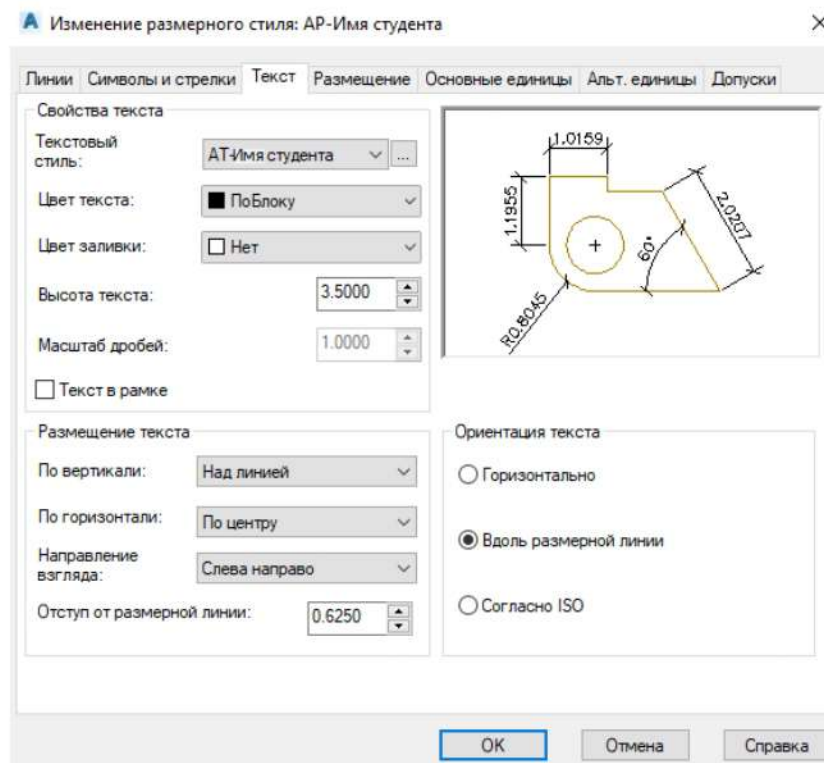 Изменение размерного стиля: АР-Имя студента
Линии Символы и стрелки Текст Размещение Основные единицы Альт. единицы Допуски
Свойства текста
Текстовый стиль: АТ-Имя студента ...
Цвет текста: ПоБлоку
Цвет заливки: Нет
Высота текста: 3.5000
Масштаб дробей: 1.0000
Текст в рамке
1.0159
1.1955
2.0207
60°
R0.8045
Размещение текста
По вертикали: Над линией
По горизонтали: По центру
Направление взгляда: Слева направо
Отступ от размерной линии: 0.6250
Ориентация текста
Горизонтально
Вдоль размерной линии
Согласно ISO
OK Отмена Справка